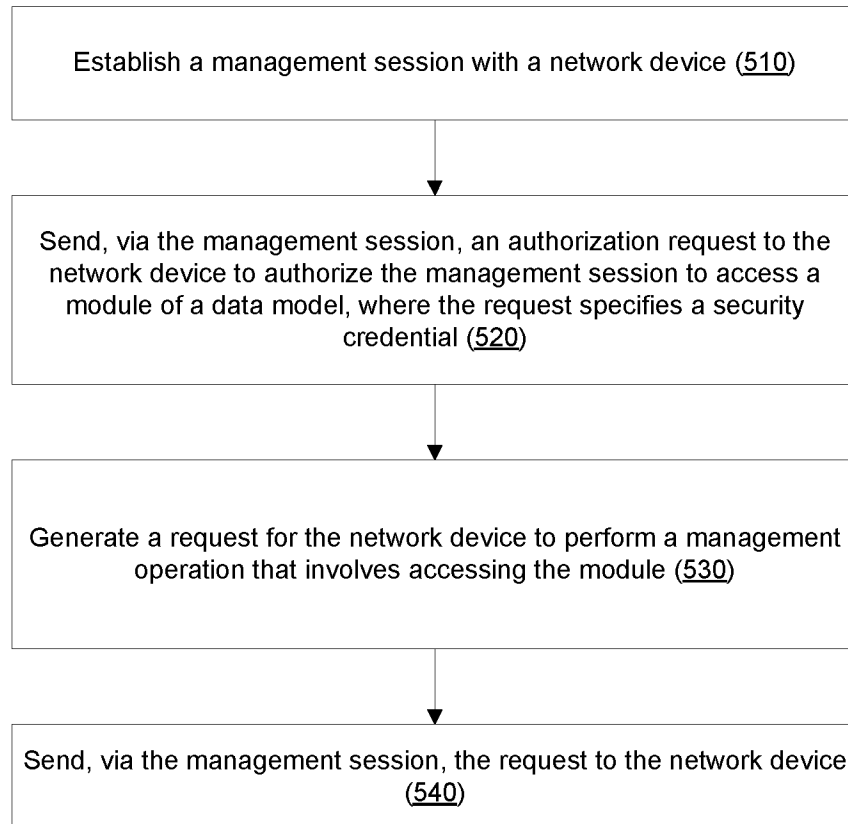 Establish a management session with a network device (510)
Send, via the management session, an authorization request to the
network device to authorize the management session to access a
module of a data model, where the request specifies a security
credential (520)
Generate a request for the network device to perform a management
operation that involves accessing the module (530)
Send, via the management session, the request to the network device
(540)